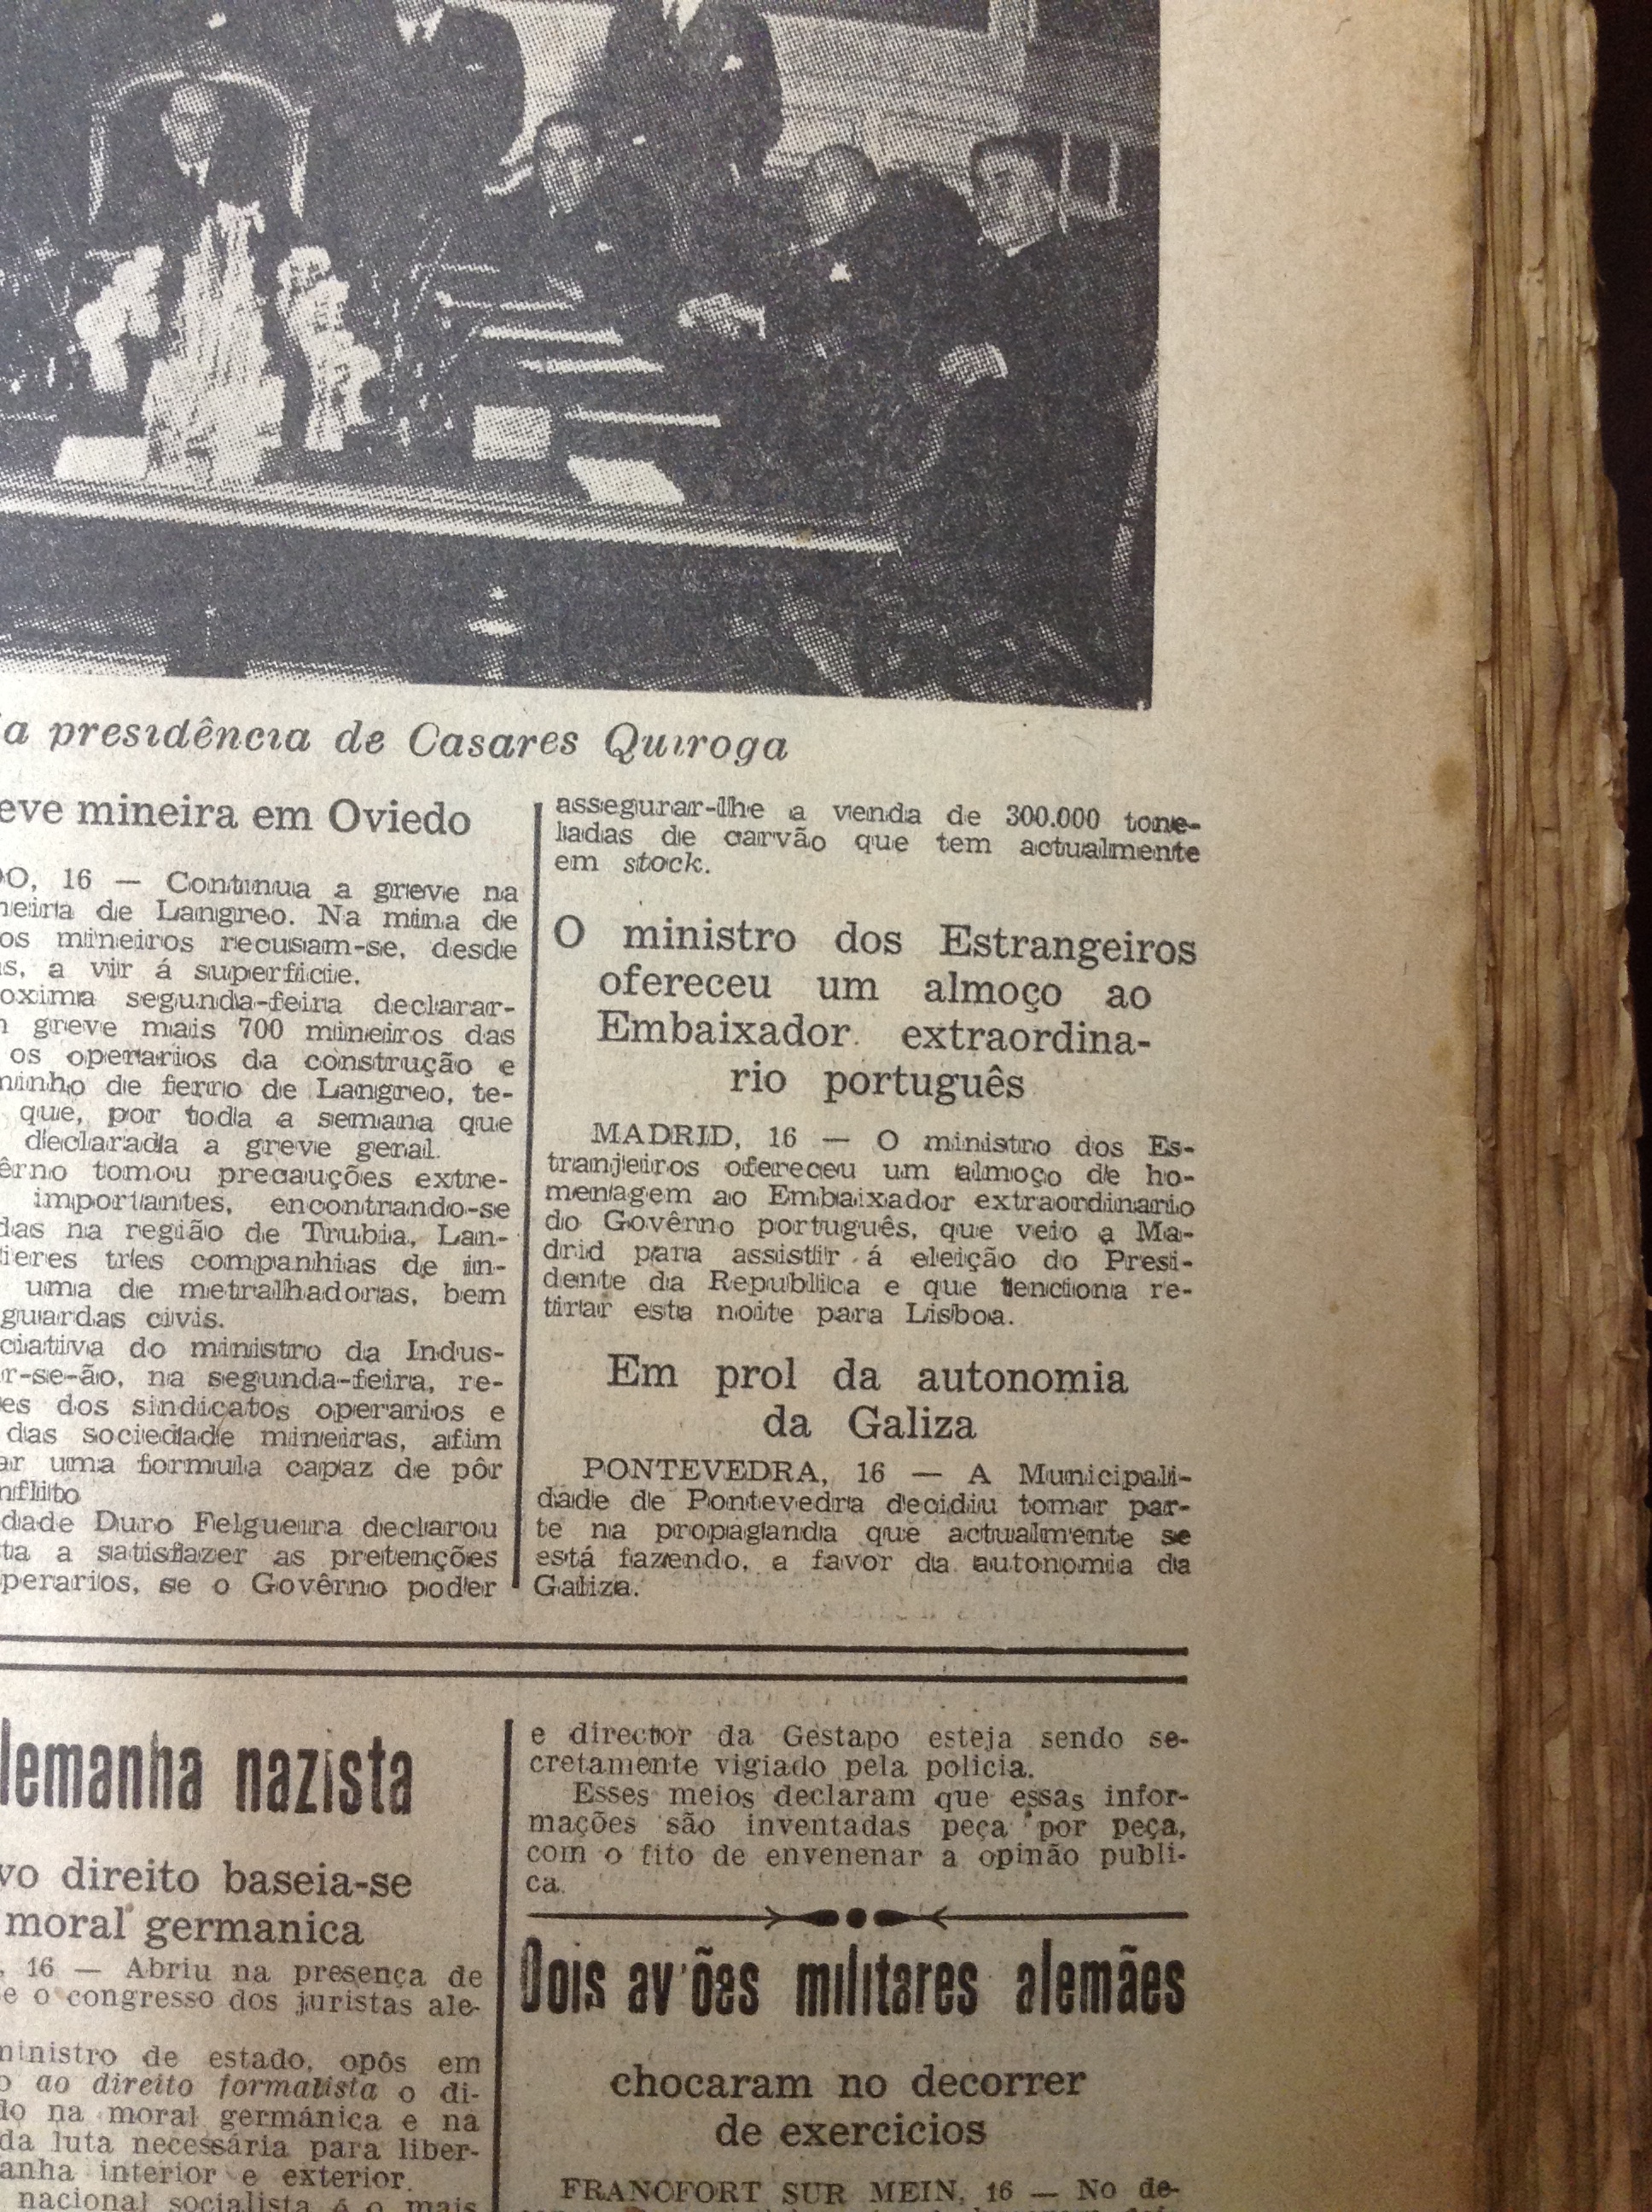 a presidência de Casares Quiroga
eve mineira em Oviedo
DO, 16 — Continua a greve na
neira de Langreo. Na mina de
os mineiros recusam-se, desde
s, a vir á superficie.
oxima segunda-feira declarar-
greve mais 700 mineiros das
os operarios da construção e
minho de ferro de Langreo, te-
que, por toda a semana que
declarada a greve geral.
êrno tomou precauções extre-
importantes, encontrando-se
das na região de Trubia, Lan-
ieres tres companhias de in-
uma de metralhadoras, bem
guardas civis.
ciativa do ministro da Indus-
r-se-ão, na segunda-feira, re-
es dos sindicatos operarios e
das sociedade mineiras, afim
ar uma formula capaz de pôr
nflito
dade Duro Felgueira declarou
ta a satisfazer as pretenções
perarios, se o Govêrno poder
assegurar-lhe a venda de 300.000 tone-
ladas de carvão que tem actualmente
em stock.
O ministro dos Estrangeiros
ofereceu um almoço ao
Embaixador extraordina-
rio português
MADRID, 16 — O ministro dos Es-
tranjeiros ofereceu um almoço de ho-
menagem ao Embaixador extraordinario
do Govêrno português, que veio a Ma-
drid para assistir á eleição do Presi-
dente da Republica e que tenciona re-
tirar esta noite para Lisboa.
Em prol da autonomia
da Galiza
PONTEVEDRA, 16 — A Municipali-
dade de Pontevedra decidiu tomar par-
te na propaganda que actualmente se
está fazendo, a favor da autonomia da
Galiza.
lemanha nazista
vo direito baseia-se
moral germanica
, 16 — Abriu na presença de
e o congresso dos juristas ale-
ministro de estado, opôs em
o ao direito formalista o di-
do na moral germánica e na
da luta necessária para liber-
anha interior e exterior.
nacional socialista é o mais
e director da Gestapo esteja sendo se-
cretamente vigiado pela policia.
Esses meios declaram que essas infor-
mações são inventadas peça por peça,
com o fito de envenenar a opinão publi-
ca.
Dois av ões militares alemães
chocaram no decorrer
de exercicios
FRANCFORT SUR MEIN, 16 — No de-